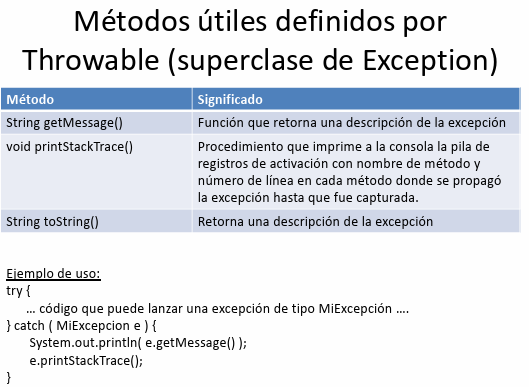 Métodos útiles definidos por
Throwable (superclase de Exception)
Método Significado
String getMessage() Función que retorna una descripción de la excepción
void printStackTrace() Procedimiento que imprime a la consola la pila de
registros de activación con nombre de método y
número de línea en cada método donde se propagó
la excepción hasta que fue capturada.
String toString() Retorna una descripción de la excepción
Ejemplo de uso:
try {
... código que puede lanzar una excepción de tipo MiExcepción ....
} catch ( MiExcepcion e ) {
System.out.println( e.getMessage() );
e.printStackTrace();
}